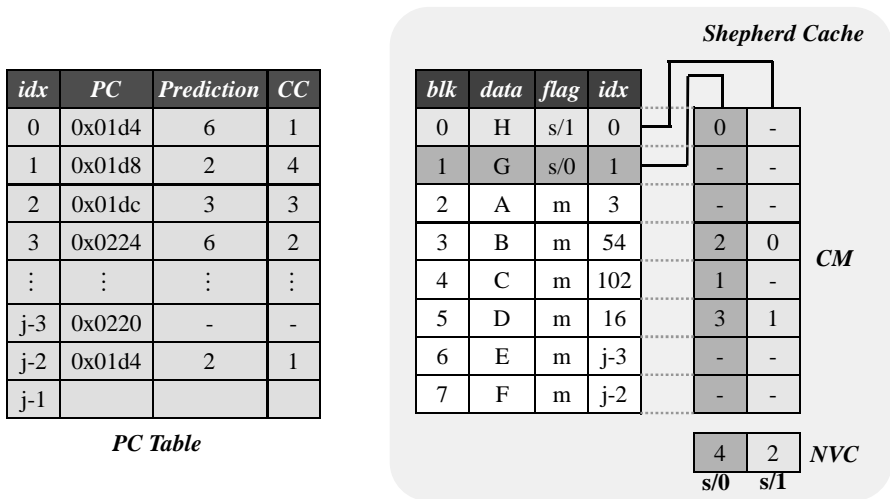 Shepherd Cache
idx PC Prediction CC
0 0x01d4 6 1
1 0x01d8 2 4
2 0x01dc 3 3
3 0x0224 6 2
⋮ ⋮ ⋮ ⋮
j-3 0x0220 - -
j-2 0x01d4 2 1
j-1
PC Table
blk data flag idx
0 H s/1 0 0 -
1 G s/0 1 - -
2 A m 3 - -
3 B m 54 2 0
4 C m 102 1 -
5 D m 16 3 1
6 E m j-3 - -
7 F m j-2 - -
CM
4 2 NVC
s/0 s/1